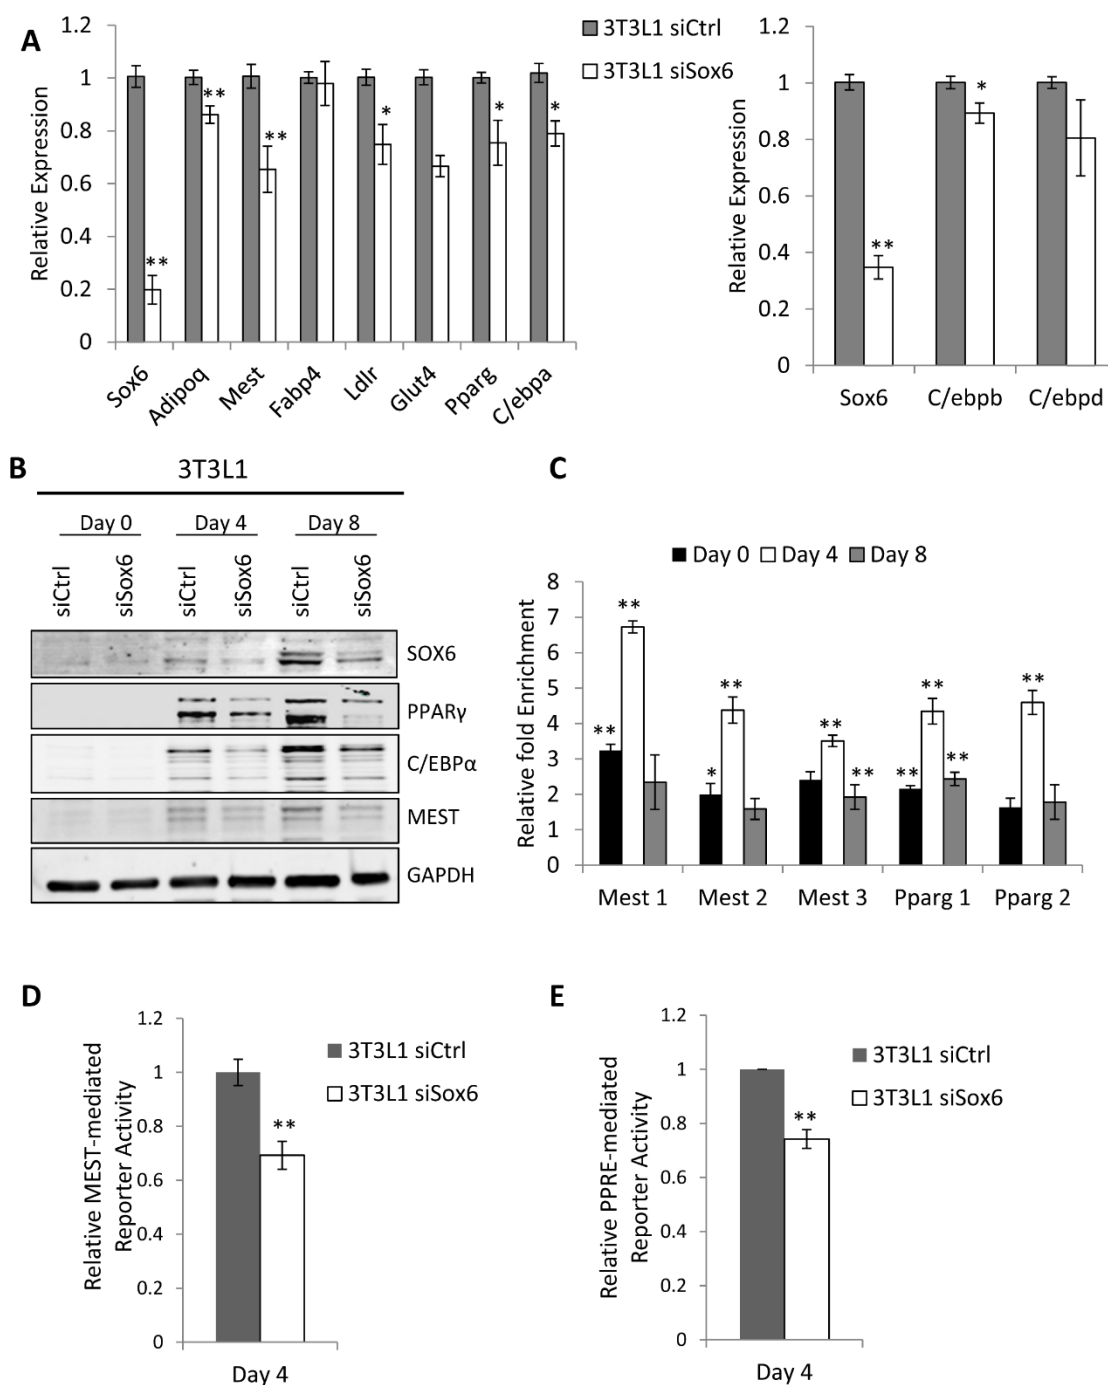 A
Relative Expression
1.2
1
0.8
0.6
0.4
0.2
0
**
**
**
*
*
*
Sox6
Adipoq
Mest
Fabp4
Ldlr
Glut4
Pparg
C/ebpa
3T3L1 siCtrl
3T3L1 siSox6
Relative Expression
1.2
1
0.8
0.6
0.4
0.2
0
**
*
Sox6
C/ebpb
C/ebpd
B
3T3L1
Day 0
Day 4
Day 8
siCtrl
siSox6
siCtrl
siSox6
siCtrl
siSox6
SOX6
PPARγ
C/EBPα
MEST
GAPDH
C
Day 0
Day 4
Day 8
Relative fold Enrichment
8
7
6
5
4
3
2
1
0
**
**
*
**
**
**
**
**
**
**
Mest 1
Mest 2
Mest 3
Pparg 1
Pparg 2
D
Relative MEST-mediated
Reporter Activity
1.2
1
0.8
0.6
0.4
0.2
0
**
Day 4
3T3L1 siCtrl
3T3L1 siSox6
E
Relative PPRE-mediated
Reporter Activity
1.2
1
0.8
0.6
0.4
0.2
0
**
Day 4
3T3L1 siCtrl
3T3L1 siSox6